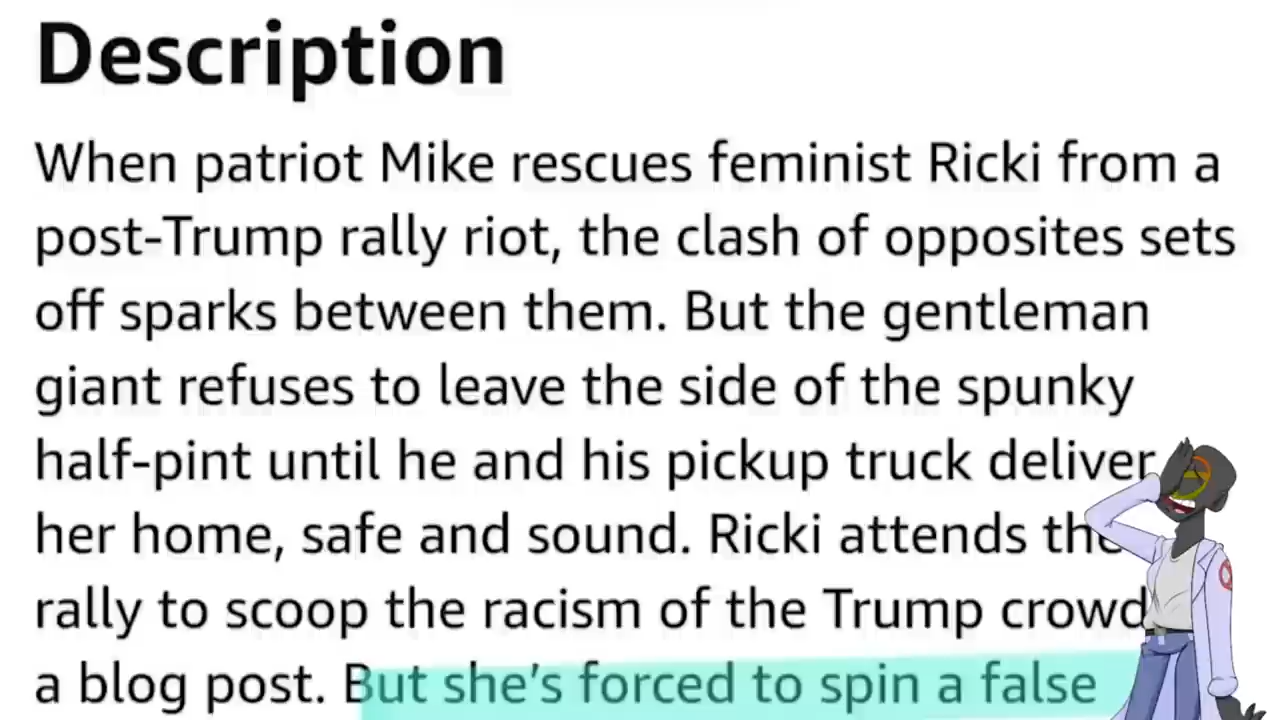 Description
When patriot Mike rescues feminist Ricki from a
post-Trump rally riot, the clash of opposites sets
off sparks between them. But the gentleman
giant refuses to leave the side of the spunky
half-pint until he and his pickup truck deliver
her home, safe and sound. Ricki attends the
rally to scoop the racism of the Trump crowd
a blog post. But she's forced to spin a false